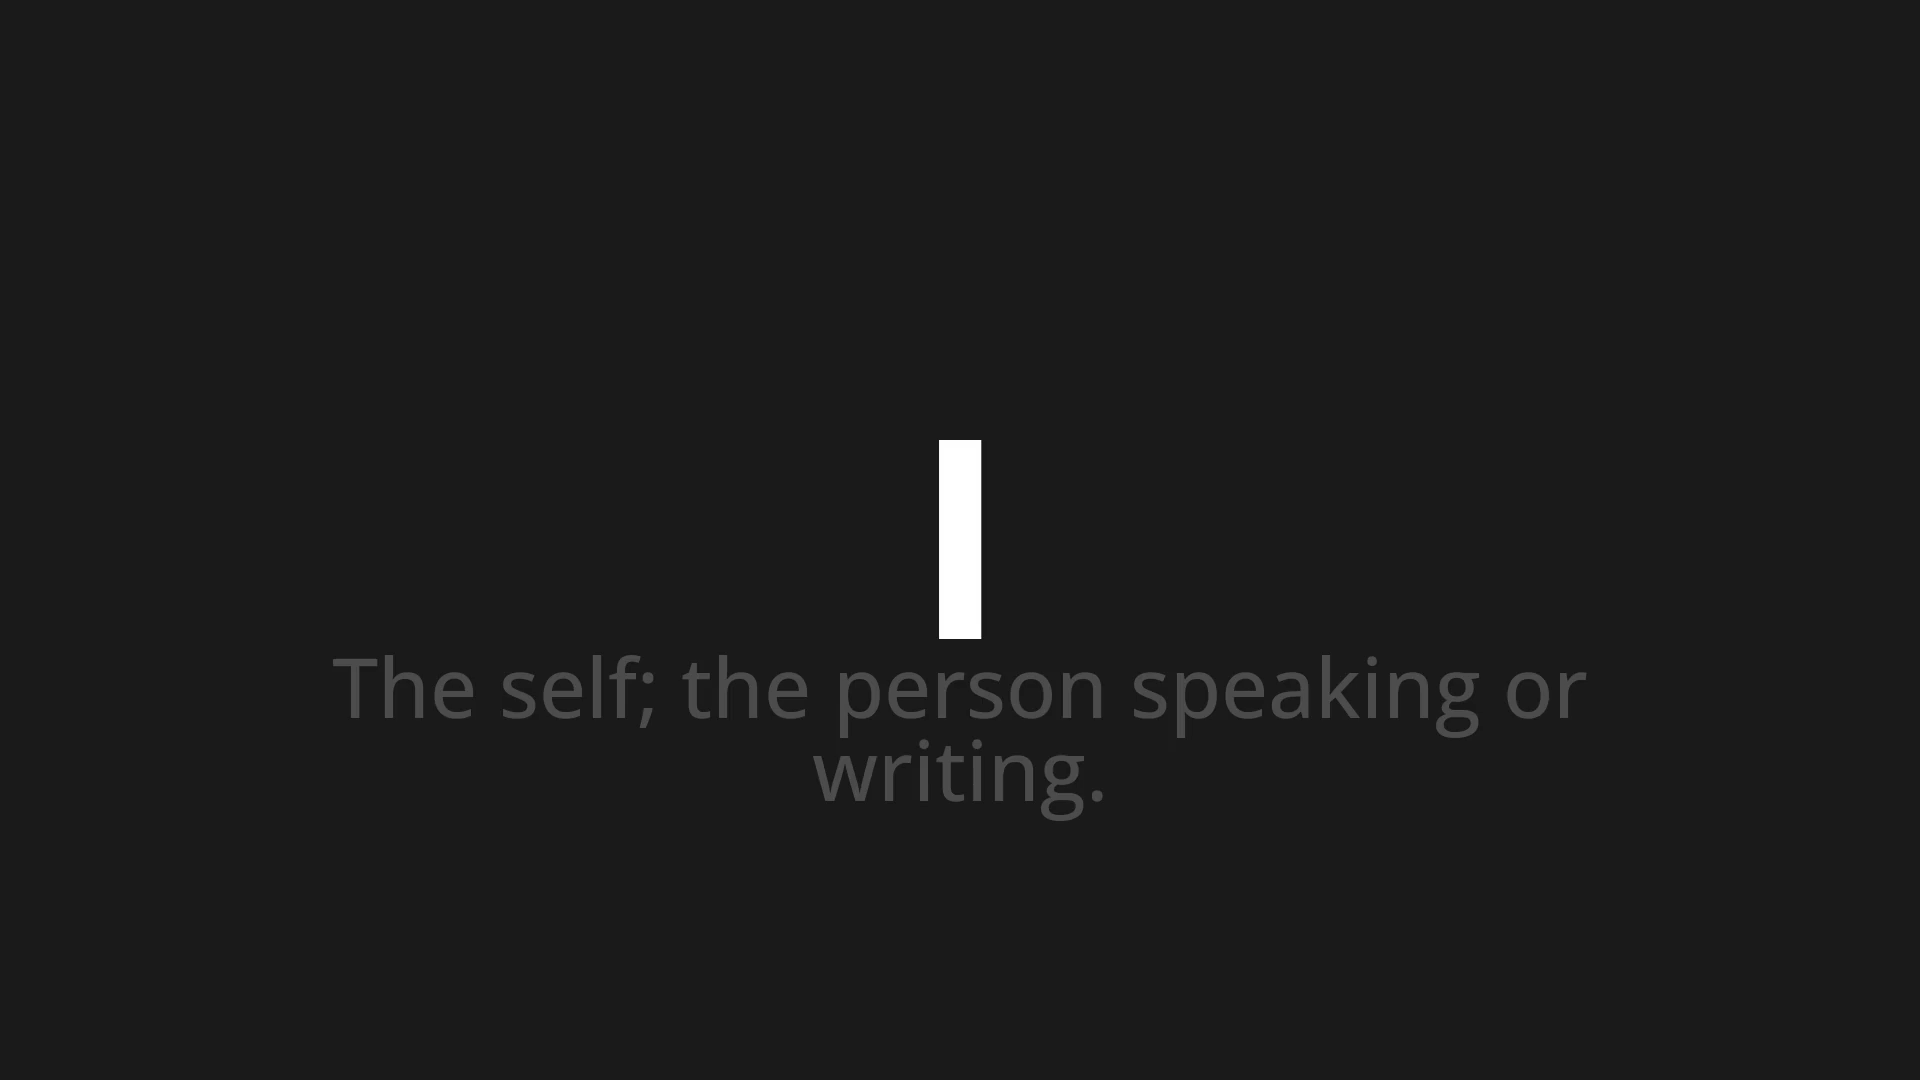 I
The self; the person speaking or
writing.